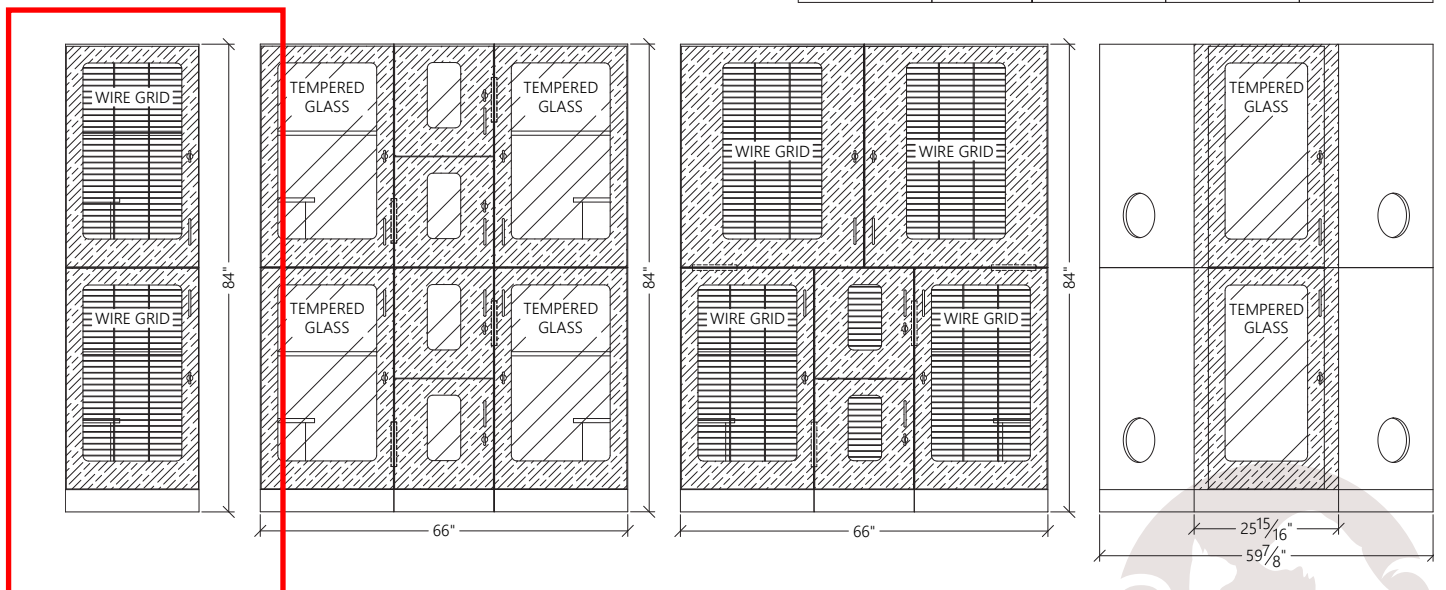 WIRE GRID
WIRE GRID
84"
TEMPERED
GLASS
TEMPERED
GLASS
TEMPERED
GLASS
TEMPERED
GLASS
84"
66"
WIRE GRID
WIRE GRID
WIRE GRID
WIRE GRID
84"
66"
TEMPERED
GLASS
TEMPERED
GLASS
25 15/16"
59 7/8"